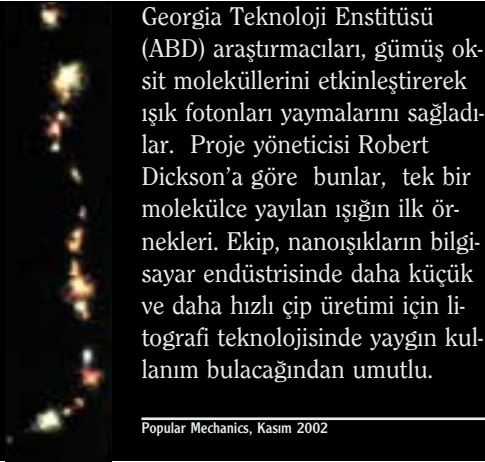 Georgia Teknoloji Enstitüsü
(ABD) araştırmacıları, gümüş ok-
sit moleküllerini etkinleştirerek
ışık fotonları yaymalarını sağladı-
lar. Proje yöneticisi Robert
Dickson’a göre bunlar, tek bir
molekülce yayılan ışığın ilk ör-
nekleri. Ekip, nanoışıkların bilgi-
sayar endüstrisinde daha küçük
ve daha hızlı çip üretimi için li-
tografi teknolojisinde yaygın kul-
lanım bulacağından umutlu.
Popular Mechanics, Kasım 2002